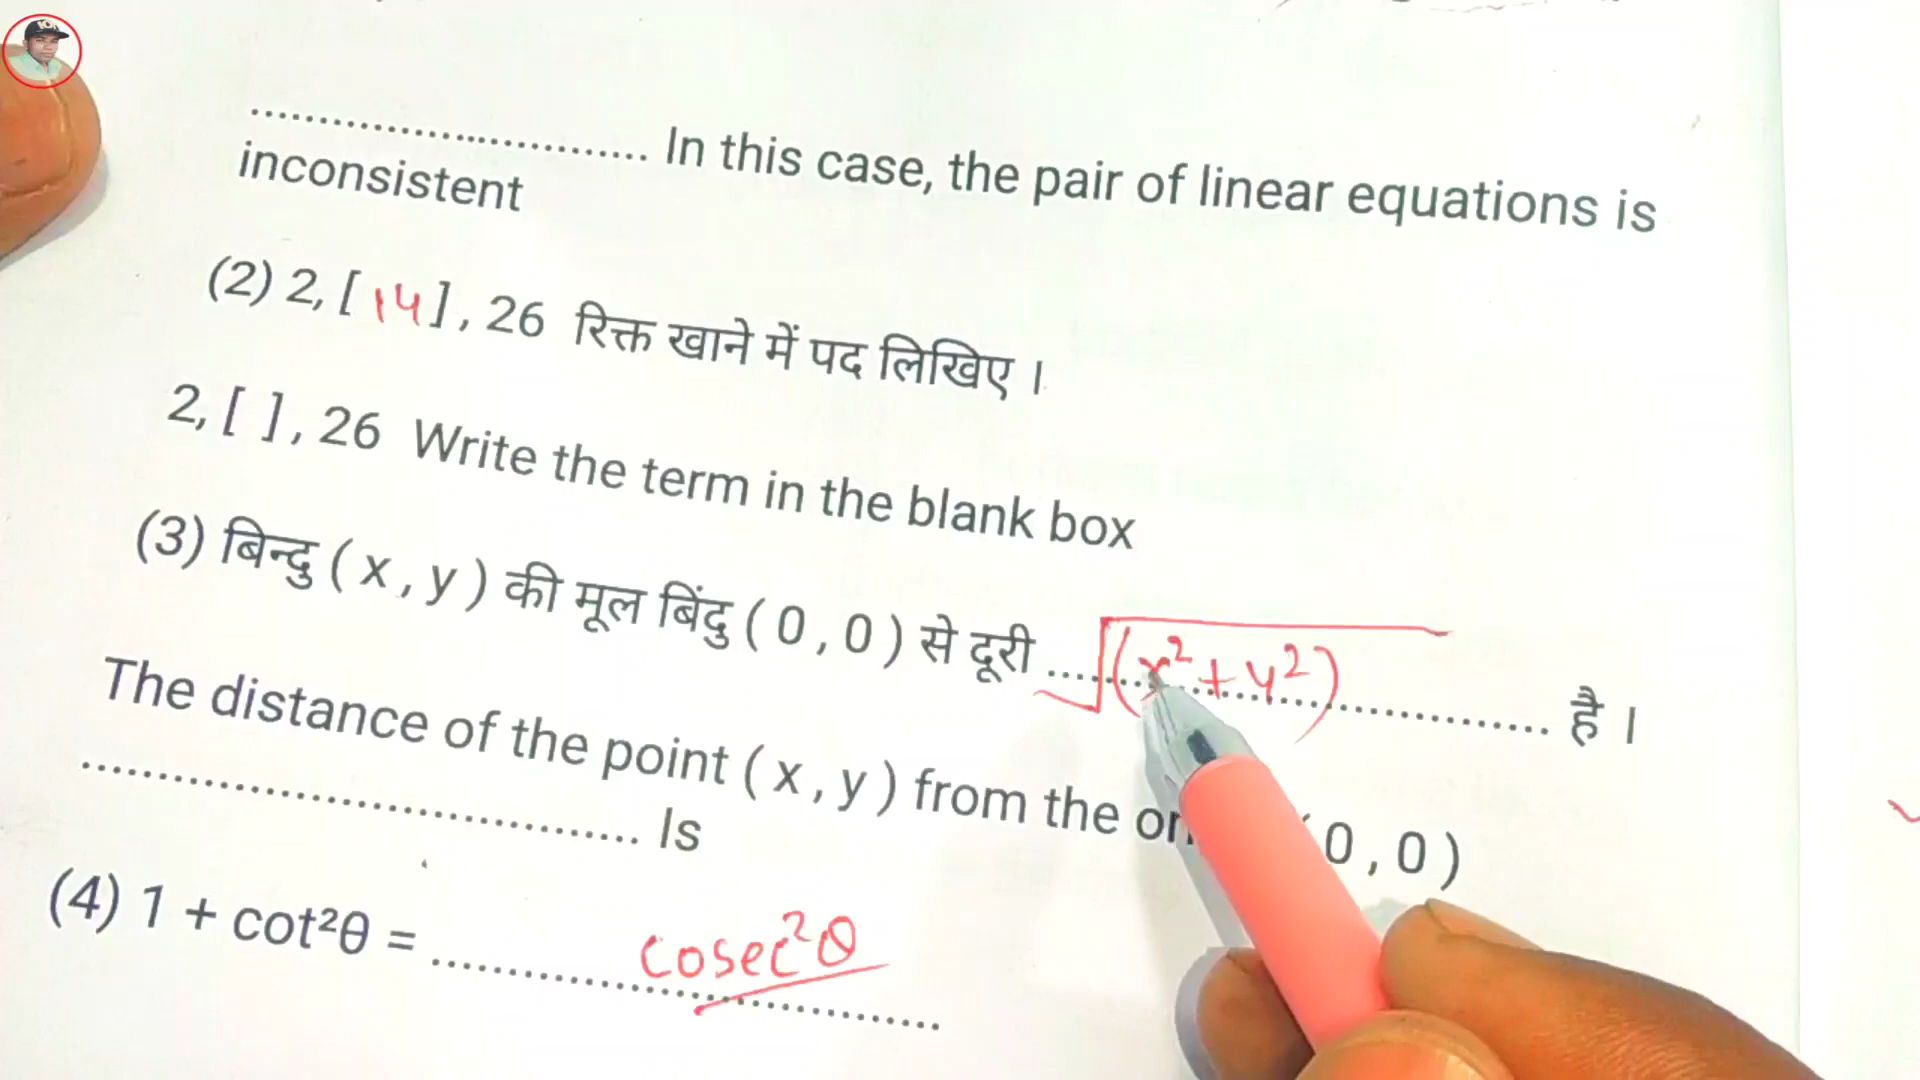 ........................... In this case, the pair of linear equations is
inconsistent
(2) 2, [ 14 ] , 26 रिक्त खाने में पद लिखिए ।
2, [ ] , 26 Write the term in the blank box
(3) बिन्दु ( x , y ) की मूल बिंदु ( 0 , 0 ) से दूरी ... √(x²+y²) ................ है ।
The distance of the point ( x , y ) from the 0 , 0 )
.................................... Is
(4) 1 + cot²θ = ............ cosec²θ ............